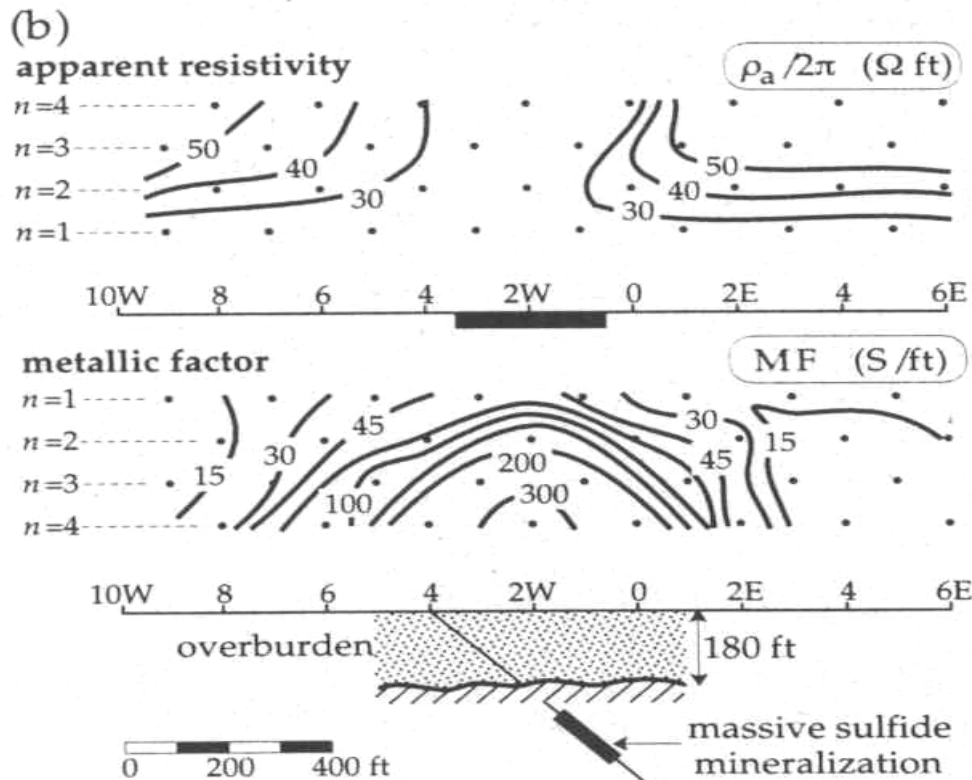 (b)
apparent resistivity
ρa/2π (Ω ft)
n=4
n=3
n=2
n=1
50
40
30
50
40
30
10W 8 6 4 2W 0 2E 4 6E
metallic factor
MF (S/ft)
n=1
n=2
n=3
n=4
15
30
45
100
200
300
30
45
15
10W 8 6 4 2W 0 2E 4 6E
overburden
180 ft
massive sulfide
mineralization
0 200 400 ft